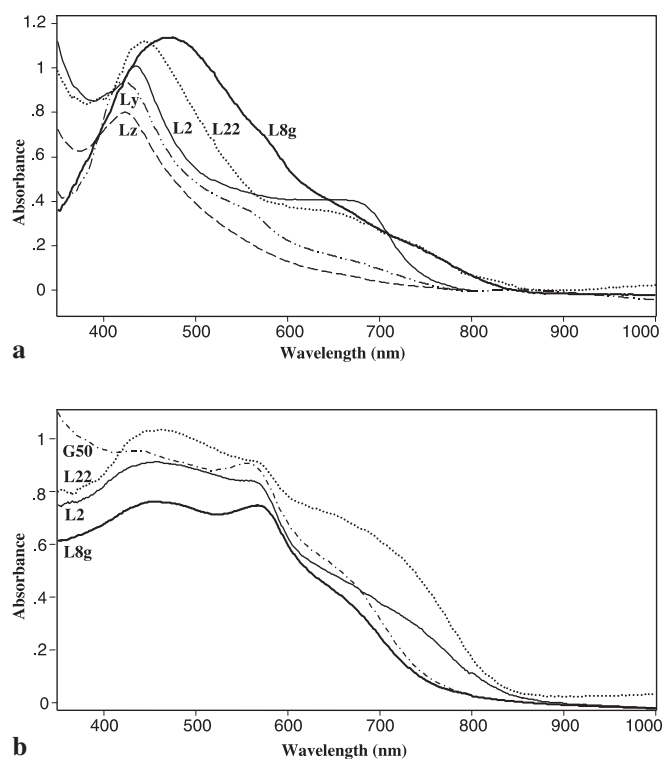 1.2
1
.8
.6
.4
.2
0
Absorbance
Ly
Lz
L2
L22
L8g
400
500
600
700
800
900
1000
Wavelength (nm)
a
1
.8
.6
.4
.2
0
Absorbance
G50
L22
L2
L8g
400
500
600
700
800
900
1000
Wavelength (nm)
b